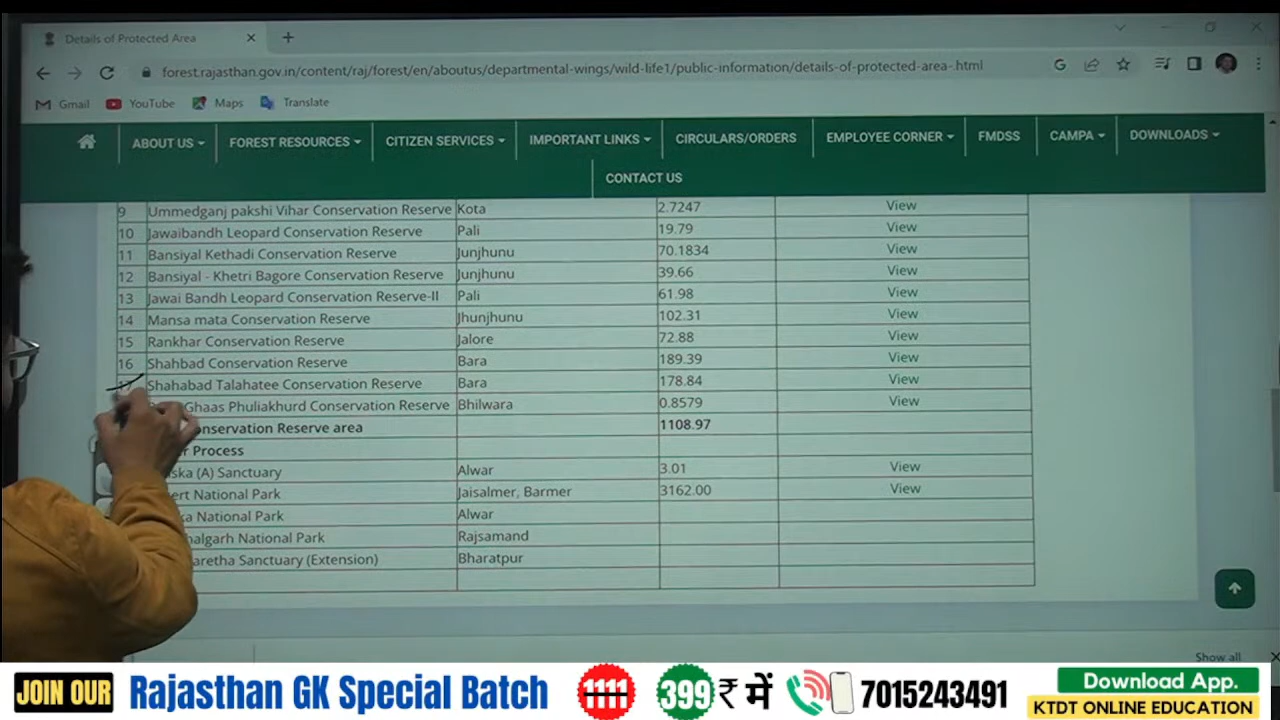 Details of Protected Area
forest.rajasthan.gov.in/content/raj/forest/en/aboutus/departmental-wings/wild-life1/public-information/details-of-protected-area-.html
Gmail YouTube Maps Translate
ABOUT US FOREST RESOURCES CITIZEN SERVICES IMPORTANT LINKS CIRCULARS/ORDERS EMPLOYEE CORNER FMDSS CAMPA DOWNLOADS
CONTACT US
9 Ummedganj pakshi Vihar Conservation Reserve Kota 2.7247 View
10 Jawaibandh Leopard Conservation Reserve Pali 19.79 View
11 Bansiyal Kethadi Conservation Reserve Junjhunu 70.1834 View
12 Bansiyal - Khetri Bagore Conservation Reserve Junjhunu 39.66 View
13 Jawai Bandh Leopard Conservation Reserve-II Pali 61.98 View
14 Mansa mata Conservation Reserve Jhunjhunu 102.31 View
15 Rankhar Conservation Reserve Jalore 72.88 View
16 Shahbad Conservation Reserve Bara 189.39 View
17 Shahabad Talahatee Conservation Reserve Bara 178.84 View
Ghaas Phuliakhurd Conservation Reserve Bhilwara 0.8579 View
onservation Reserve area 1108.97
r Process
ska (A) Sanctuary Alwar 3.01 View
ert National Park Jaisalmer, Barmer 3162.00 View
ka National Park Alwar
halgarh National Park Rajsamand
aretha Sanctuary (Extension) Bharatpur
Show all
JOIN OUR Rajasthan GK Special Batch 1111 399₹ में 7015243491 Download App.
KTDT ONLINE EDUCATION